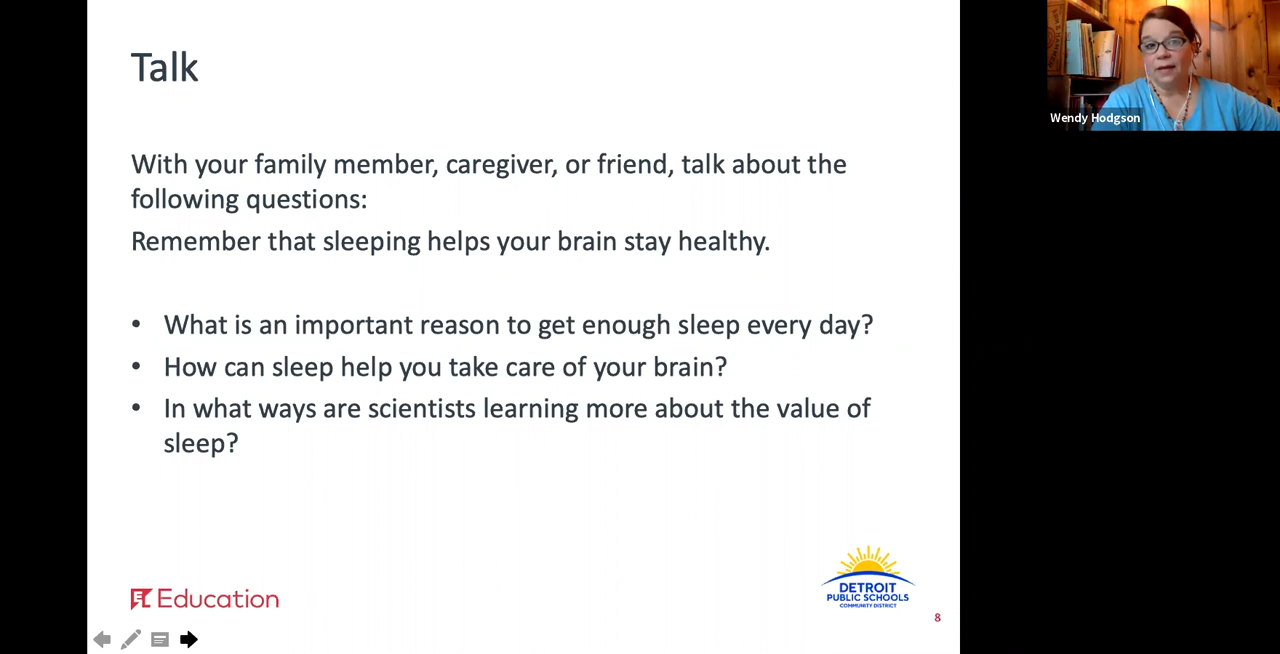 Talk
With your family member, caregiver, or friend, talk about the
following questions:
Remember that sleeping helps your brain stay healthy.
• What is an important reason to get enough sleep every day?
• How can sleep help you take care of your brain?
• In what ways are scientists learning more about the value of
sleep?
EL Education
DETROIT
PUBLIC SCHOOLS
COMMUNITY DISTRICT
8
Wendy Hodgson